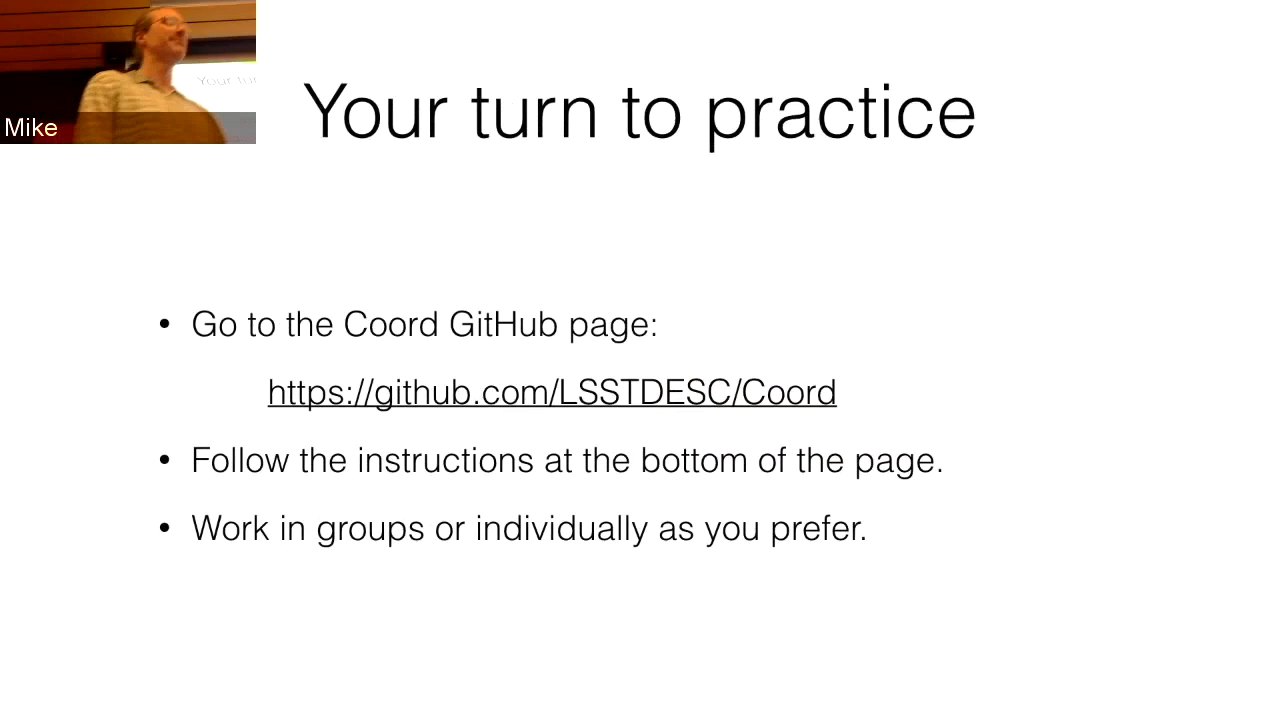 Your turn to practice
Mike
• Go to the Coord GitHub page:
https://github.com/LSSTDESC/Coord
• Follow the instructions at the bottom of the page.
• Work in groups or individually as you prefer.